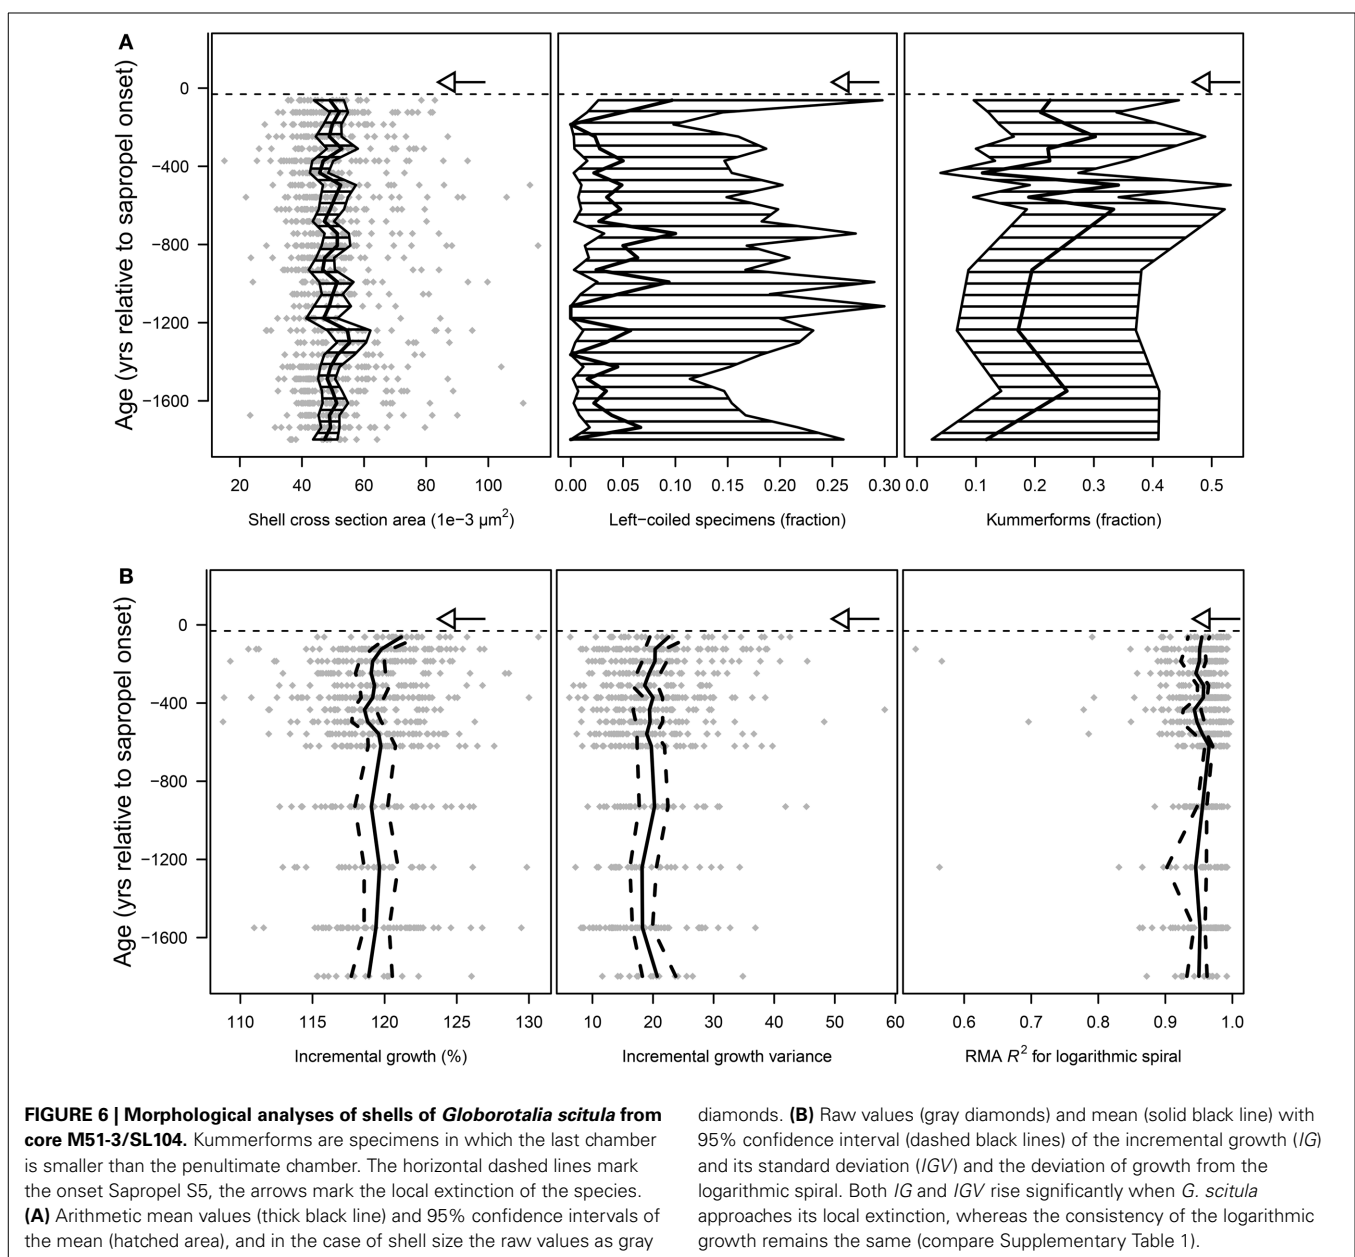 A
Age (yrs relative to sapropel onset)
0
−400
−800
−1200
−1600
20 40 60 80 100
0.00 0.05 0.10 0.15 0.20 0.25 0.30
0.0 0.1 0.2 0.3 0.4 0.5
Shell cross section area (1e−3 μm²)
Left−coiled specimens (fraction)
Kummerforms (fraction)
B
Age (yrs relative to sapropel onset)
0
−400
−800
−1200
−1600
110 115 120 125 130
10 20 30 40 50 60
0.6 0.7 0.8 0.9 1.0
Incremental growth (%)
Incremental growth variance
RMA R² for logarithmic spiral
FIGURE 6 | Morphological analyses of shells of Globorotalia scitula from
core M51-3/SL104. Kummerforms are specimens in which the last chamber
is smaller than the penultimate chamber. The horizontal dashed lines mark
the onset Sapropel S5, the arrows mark the local extinction of the species.
(A) Arithmetic mean values (thick black line) and 95% confidence intervals of
the mean (hatched area), and in the case of shell size the raw values as gray
diamonds. (B) Raw values (gray diamonds) and mean (solid black line) with
95% confidence interval (dashed black lines) of the incremental growth (IG)
and its standard deviation (IGV) and the deviation of growth from the
logarithmic spiral. Both IG and IGV rise significantly when G. scitula
approaches its local extinction, whereas the consistency of the logarithmic
growth remains the same (compare Supplementary Table 1).